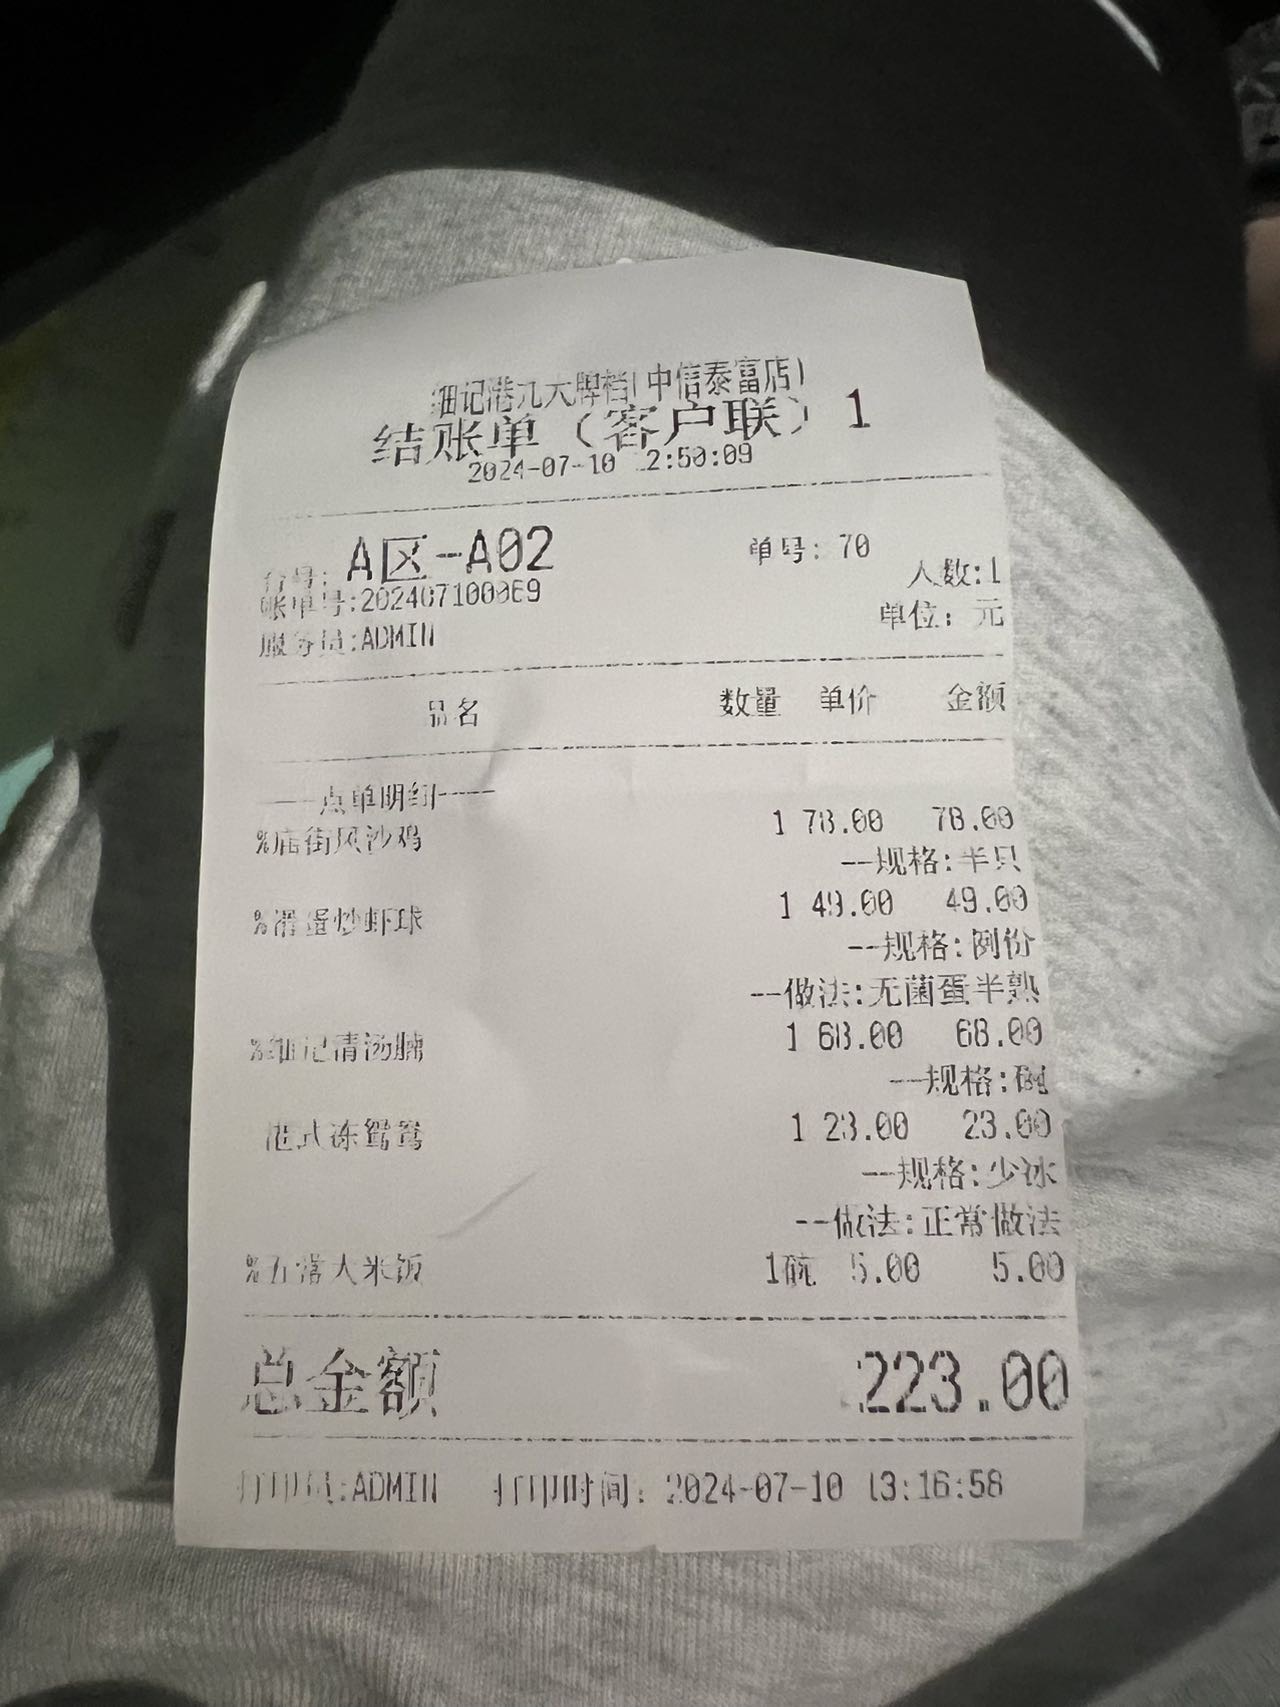 细记港九大牌档(中信泰富店)
结账单（客户联）1
2024-07-10 12:50:09
台号: A区-A02 单号: 70
人数:1
账单号:202407100069
单位: 元
服务员:ADMIN
品名 数量 单价 金额
----点单明细----
%庙街风沙鸡 1 78.00 78.00
--规格:半只
%滑蛋炒虾球 1 49.00 49.00
--规格:例份
--做法:无菌蛋半熟
%细记清汤腩 1 68.00 68.00
--规格:碗
港式冻鸳鸯 1 23.00 23.00
--规格:少冰
--做法:正常做法
%五常大米饭 1碗 5.00 5.00
总金额 223.00
打印员:ADMIN 打印时间: 2024-07-10 13:16:58